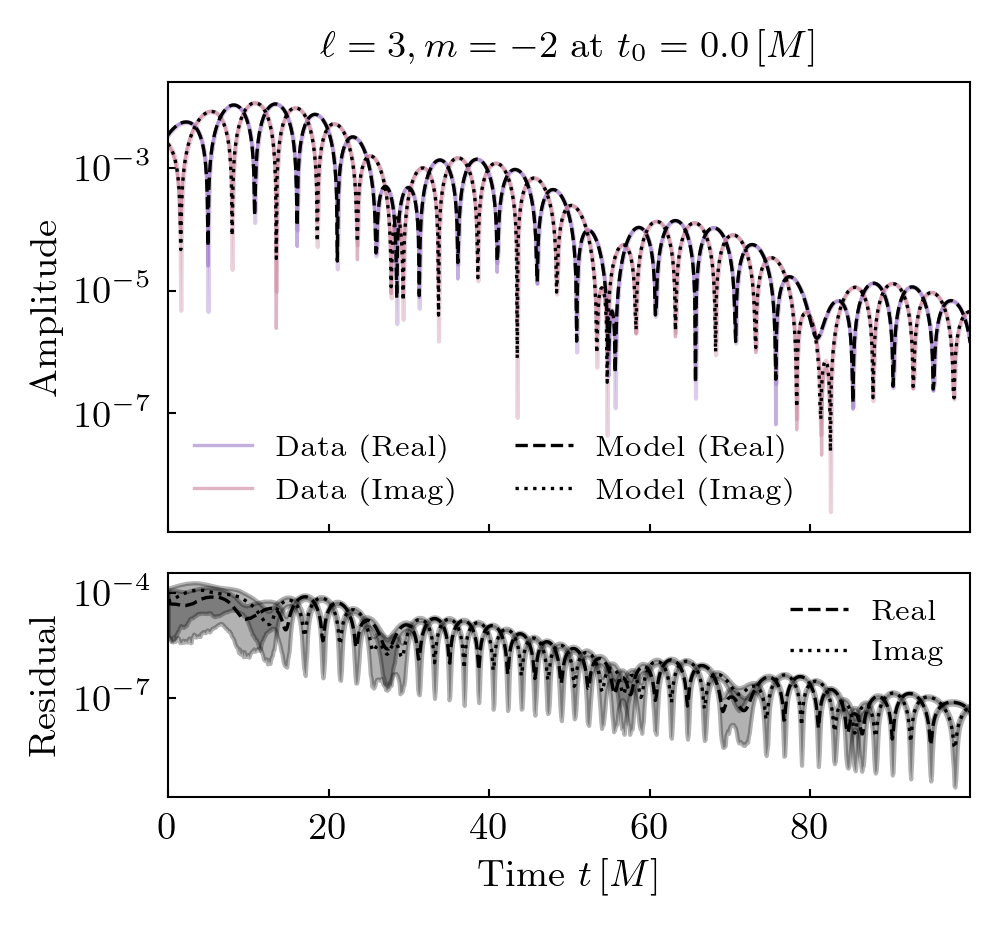 ℓ = 3, m = −2 at t₀ = 0.0 [M]
Amplitude
10⁻³
10⁻⁵
10⁻⁷
Data (Real)
Data (Imag)
Model (Real)
Model (Imag)
Residual
10⁻⁴
10⁻⁷
Real
Imag
0 20 40 60 80
Time t [M]